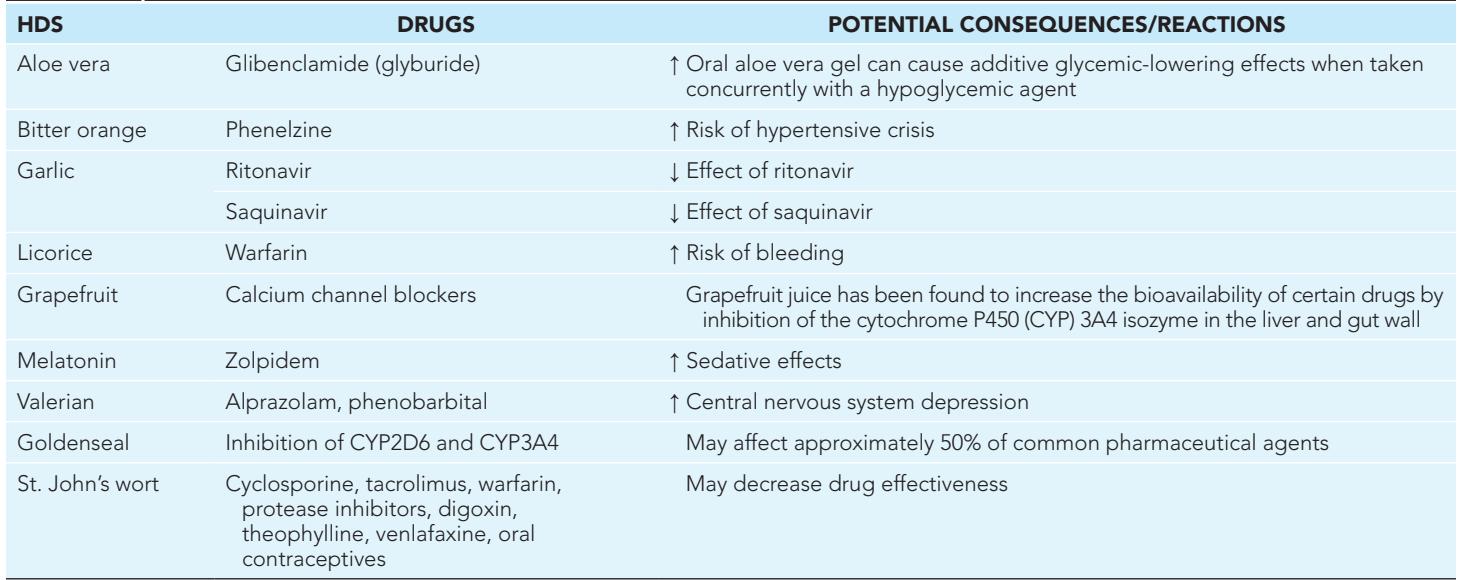 HDS DRUGS POTENTIAL CONSEQUENCES/REACTIONS
Aloe vera Glibenclamide (glyburide) ↑ Oral aloe vera gel can cause additive glycemic-lowering effects when taken
concurrently with a hypoglycemic agent
Bitter orange Phenelzine ↑ Risk of hypertensive crisis
Garlic Ritonavir ↓ Effect of ritonavir
Saquinavir ↓ Effect of saquinavir
Licorice Warfarin ↑ Risk of bleeding
Grapefruit Calcium channel blockers Grapefruit juice has been found to increase the bioavailability of certain drugs by
inhibition of the cytochrome P450 (CYP) 3A4 isozyme in the liver and gut wall
Melatonin Zolpidem ↑ Sedative effects
Valerian Alprazolam, phenobarbital ↑ Central nervous system depression
Goldenseal Inhibition of CYP2D6 and CYP3A4 May affect approximately 50% of common pharmaceutical agents
St. John’s wort Cyclosporine, tacrolimus, warfarin, May decrease drug effectiveness
protease inhibitors, digoxin,
theophylline, venlafaxine, oral
contraceptives